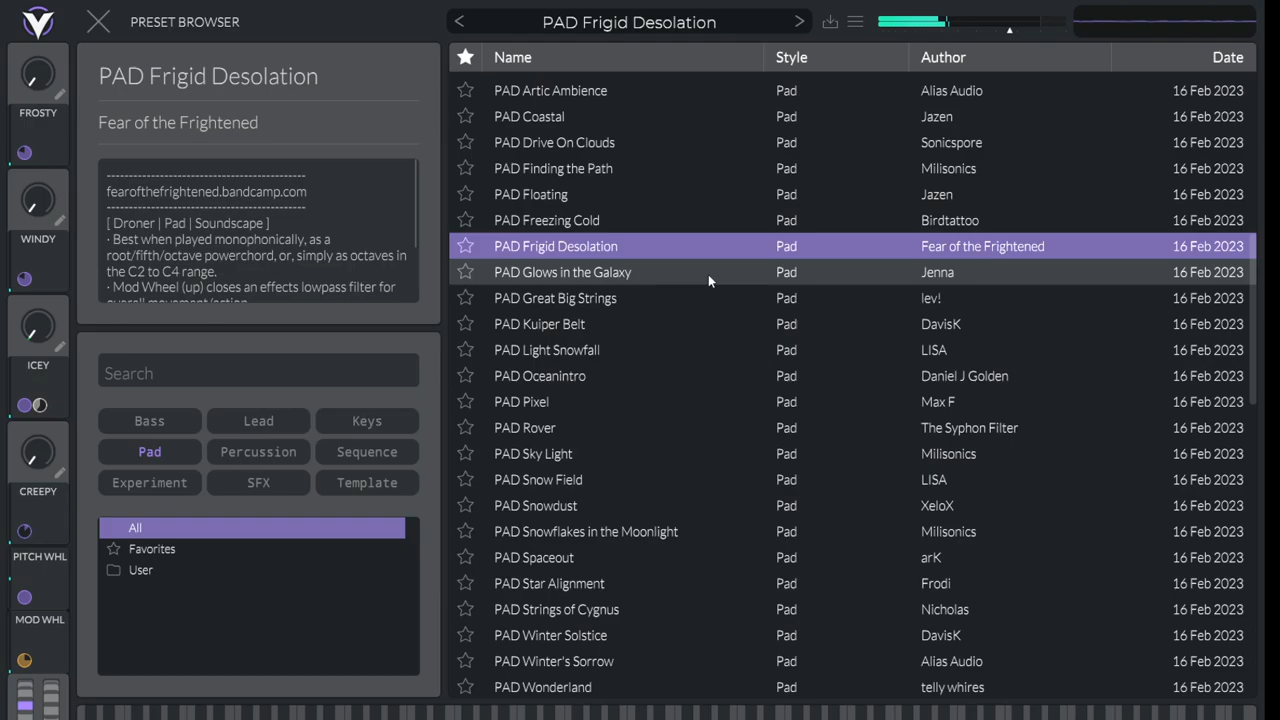 PRESET BROWSER
PAD Frigid Desolation
FROSTY
WINDY
ICEY
CREEPY
PITCH WHL
MOD WHL
PAD Frigid Desolation
Fear of the Frightened
--------------------------------------------
fearofthefrightened.bandcamp.com
--------------------------------------------
[ Droner | Pad | Soundscape ]
· Best when played monophonically, as a
root/fifth/octave powerchord, or, simply as octaves in
the C2 to C4 range.
· Mod Wheel (up) closes an effects lowpass filter for
overall movement/action
Search
Bass Lead Keys
Pad Percussion Sequence
Experiment SFX Template
All
Favorites
User
Name Style Author Date
PAD Artic Ambience Pad Alias Audio 16 Feb 2023
PAD Coastal Pad Jazen 16 Feb 2023
PAD Drive On Clouds Pad Sonicspore 16 Feb 2023
PAD Finding the Path Pad Milisonics 16 Feb 2023
PAD Floating Pad Jazen 16 Feb 2023
PAD Freezing Cold Pad Birdtattoo 16 Feb 2023
PAD Frigid Desolation Pad Fear of the Frightened 16 Feb 2023
PAD Glows in the Galaxy Pad Jenna 16 Feb 2023
PAD Great Big Strings Pad lev! 16 Feb 2023
PAD Kuiper Belt Pad DavisK 16 Feb 2023
PAD Light Snowfall Pad LISA 16 Feb 2023
PAD Oceanintro Pad Daniel J Golden 16 Feb 2023
PAD Pixel Pad Max F 16 Feb 2023
PAD Rover Pad The Syphon Filter 16 Feb 2023
PAD Sky Light Pad Milisonics 16 Feb 2023
PAD Snow Field Pad LISA 16 Feb 2023
PAD Snowdust Pad XeloX 16 Feb 2023
PAD Snowflakes in the Moonlight Pad Milisonics 16 Feb 2023
PAD Spaceout Pad arK 16 Feb 2023
PAD Star Alignment Pad Frodi 16 Feb 2023
PAD Strings of Cygnus Pad Nicholas 16 Feb 2023
PAD Winter Solstice Pad DavisK 16 Feb 2023
PAD Winter's Sorrow Pad Alias Audio 16 Feb 2023
PAD Wonderland Pad telly whires 16 Feb 2023